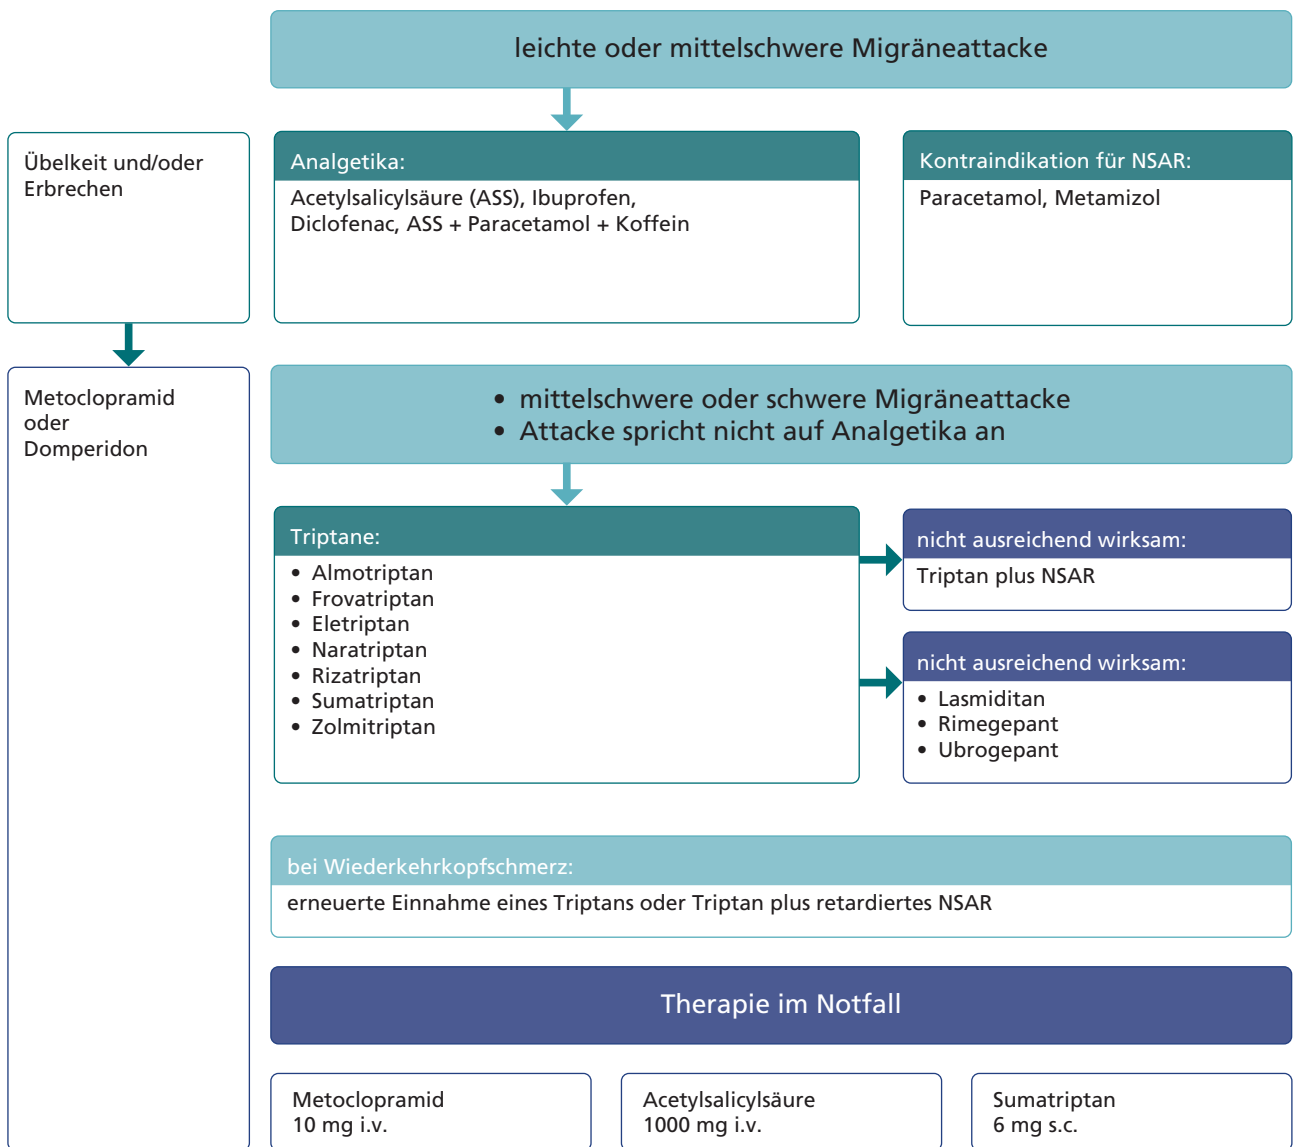 leichte oder mittelschwere Migräneattacke
Übelkeit und/oder
Erbrechen
Analgetika:
Acetylsalicylsäure (ASS), Ibuprofen,
Diclofenac, ASS + Paracetamol + Koffein
Kontraindikation für NSAR:
Paracetamol, Metamizol
Metoclopramid
oder
Domperidon
• mittelschwere oder schwere Migräneattacke
• Attacke spricht nicht auf Analgetika an
Triptane:
• Almotriptan
• Frovatriptan
• Eletriptan
• Naratriptan
• Rizatriptan
• Sumatriptan
• Zolmitriptan
nicht ausreichend wirksam:
Triptan plus NSAR
nicht ausreichend wirksam:
• Lasmiditan
• Rimegepant
• Ubrogepant
bei Wiederkehrkopfschmerz:
erneuerte Einnahme eines Triptans oder Triptan plus retardiertes NSAR
Therapie im Notfall
Metoclopramid
10 mg i.v.
Acetylsalicylsäure
1000 mg i.v.
Sumatriptan
6 mg s.c.